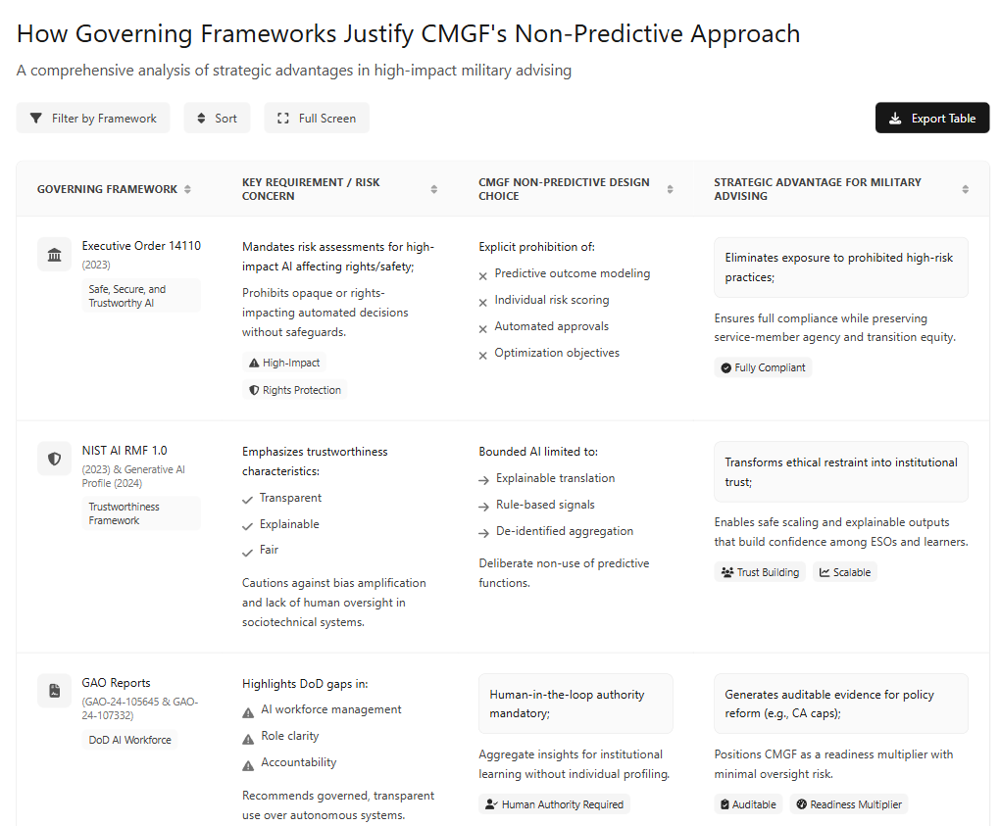 How Governing Frameworks Justify CMGF's Non-Predictive Approach
A comprehensive analysis of strategic advantages in high-impact military advising
Filter by Framework
Sort
Full Screen
Export Table
GOVERNING FRAMEWORK
KEY REQUIREMENT / RISK
CONCERN
CMGF NON-PREDICTIVE DESIGN
CHOICE
STRATEGIC ADVANTAGE FOR MILITARY
ADVISING
Executive Order 14110
(2023)
Safe, Secure, and
Trustworthy AI
Mandates risk assessments for high-
impact AI affecting rights/safety;
Prohibits opaque or rights-
impacting automated decisions
without safeguards.
High-Impact
Rights Protection
Explicit prohibition of:
Predictive outcome modeling
Individual risk scoring
Automated approvals
Optimization objectives
Eliminates exposure to prohibited high-risk
practices;
Ensures full compliance while preserving
service-member agency and transition equity.
Fully Compliant
NIST AI RMF 1.0
(2023) & Generative AI
Profile (2024)
Trustworthiness
Framework
Emphasizes trustworthiness
characteristics:
Transparent
Explainable
Fair
Cautions against bias amplification
and lack of human oversight in
sociotechnical systems.
Bounded AI limited to:
Explainable translation
Rule-based signals
De-identified aggregation
Deliberate non-use of predictive
functions.
Transforms ethical restraint into institutional
trust;
Enables safe scaling and explainable outputs
that build confidence among ESOs and learners.
Trust Building
Scalable
GAO Reports
(GAO-24-105645 & GAO-
24-107332)
DoD AI Workforce
Highlights DoD gaps in:
AI workforce management
Role clarity
Accountability
Recommends governed, transparent
use over autonomous systems.
Human-in-the-loop authority
mandatory;
Aggregate insights for institutional
learning without individual profiling.
Human Authority Required
Generates auditable evidence for policy
reform (e.g., CA caps);
Positions CMGF as a readiness multiplier with
minimal oversight risk.
Auditable
Readiness Multiplier